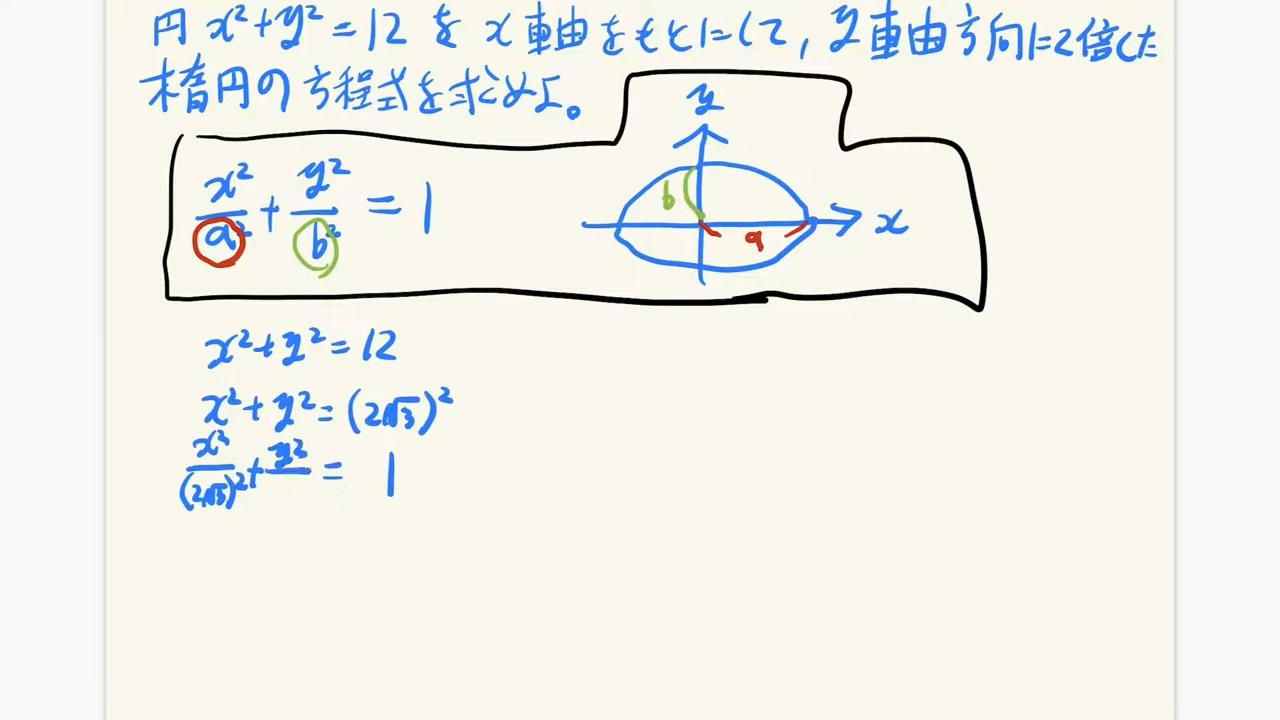 円 x²+y²=12 を x 軸をもとにして, y 軸方向に2倍した
楕円の方程式を求めよ。
x²/a² + y²/b² = 1
y
b
a
x
x²+y²=12
x²+y²=(2√3)²
x²/(2√3)² + y²/ = 1